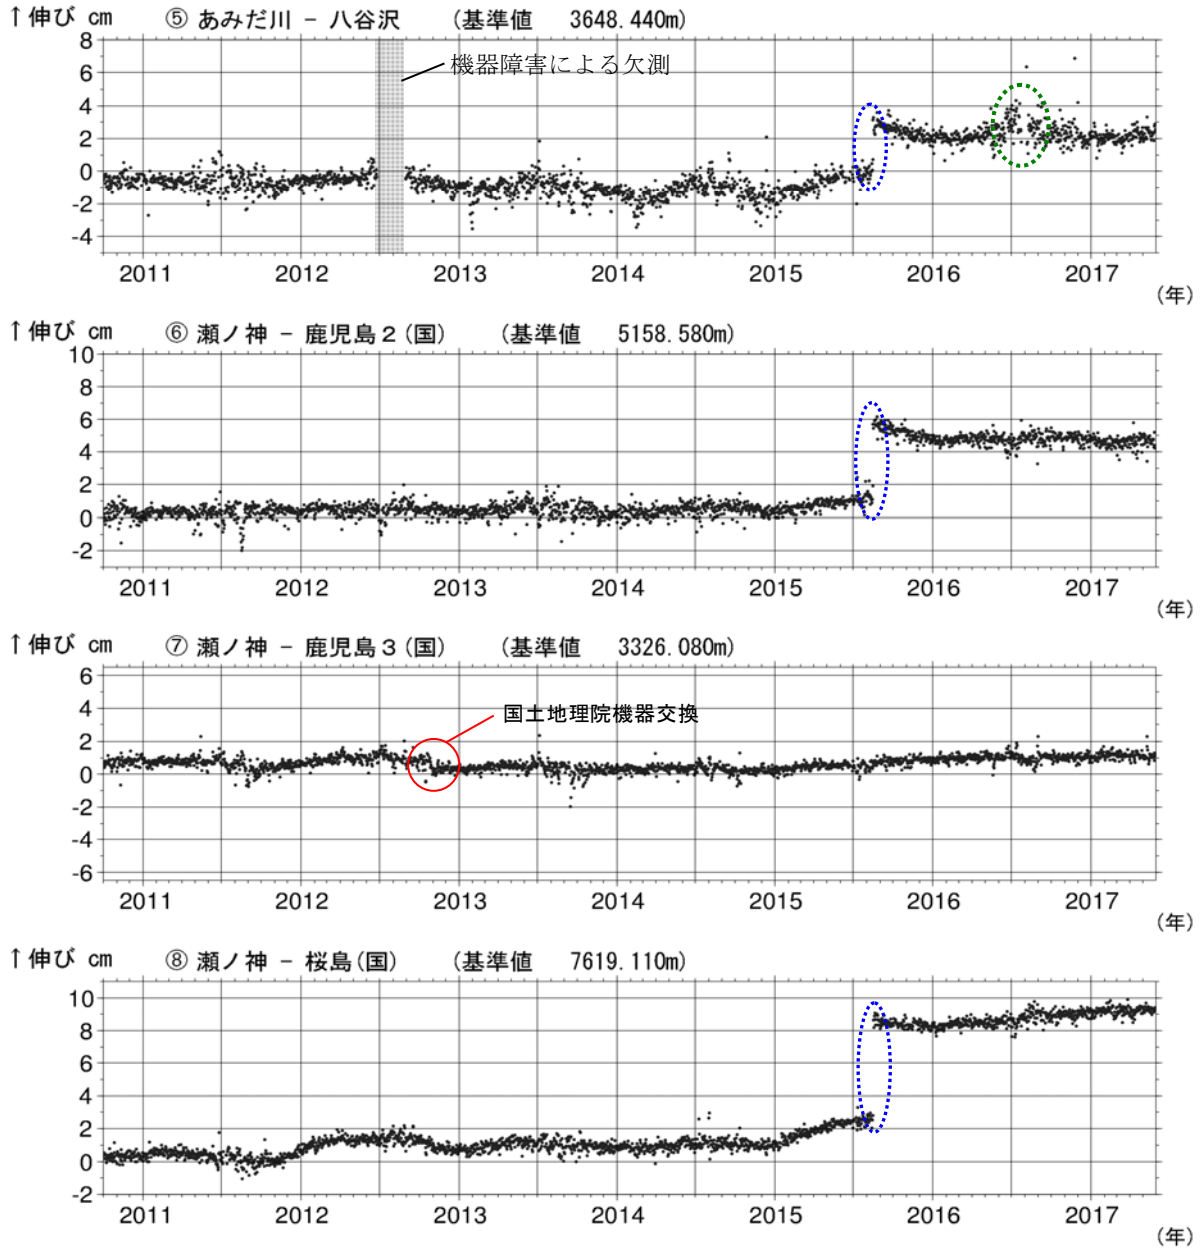 ↑伸び cm ⑤ あみだ川 － 八谷沢 （基準値 3648.440m）
8
機器障害による欠測
6
4
2
0
-2
-4
2011 2012 2013 2014 2015 2016 2017
(年)
↑伸び cm ⑥ 瀬ノ神 － 鹿児島２(国) （基準値 5158.580m）
10
8
6
4
2
0
-2
2011 2012 2013 2014 2015 2016 2017
(年)
↑伸び cm ⑦ 瀬ノ神 － 鹿児島３(国) （基準値 3326.080m）
6
4
国土地理院機器交換
2
0
-2
-4
-6
2011 2012 2013 2014 2015 2016 2017
(年)
↑伸び cm ⑧ 瀬ノ神 － 桜島(国) （基準値 7619.110m）
10
8
6
4
2
0
-2
2011 2012 2013 2014 2015 2016 2017
(年)